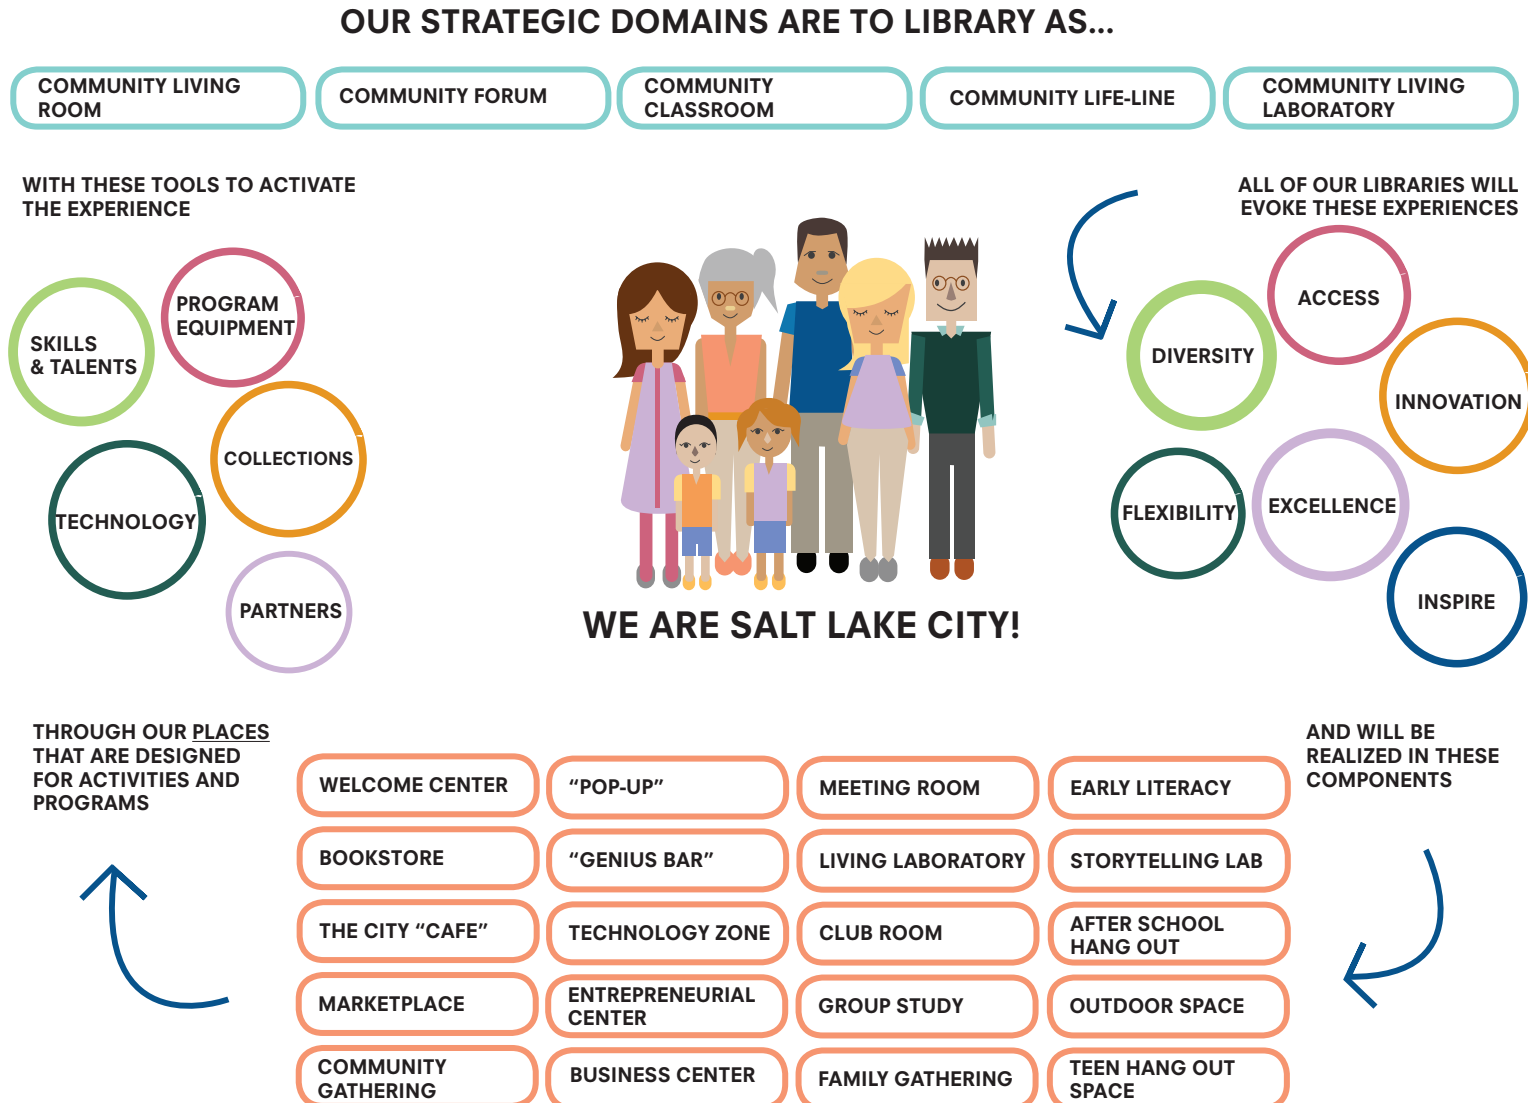 OUR STRATEGIC DOMAINS ARE TO LIBRARY AS...
COMMUNITY LIVING
ROOM
COMMUNITY FORUM
COMMUNITY
CLASSROOM
COMMUNITY LIFE-LINE
COMMUNITY LIVING
LABORATORY
WITH THESE TOOLS TO ACTIVATE
THE EXPERIENCE
SKILLS
& TALENTS
PROGRAM
EQUIPMENT
COLLECTIONS
TECHNOLOGY
PARTNERS
WE ARE SALT LAKE CITY!
ALL OF OUR LIBRARIES WILL
EVOKE THESE EXPERIENCES
ACCESS
DIVERSITY
INNOVATION
FLEXIBILITY
EXCELLENCE
INSPIRE
THROUGH OUR PLACES
THAT ARE DESIGNED
FOR ACTIVITIES AND
PROGRAMS
AND WILL BE
REALIZED IN THESE
COMPONENTS
WELCOME CENTER
“POP-UP”
MEETING ROOM
EARLY LITERACY
BOOKSTORE
“GENIUS BAR”
LIVING LABORATORY
STORYTELLING LAB
THE CITY “CAFE”
TECHNOLOGY ZONE
CLUB ROOM
AFTER SCHOOL
HANG OUT
MARKETPLACE
ENTREPRENEURIAL
CENTER
GROUP STUDY
OUTDOOR SPACE
COMMUNITY
GATHERING
BUSINESS CENTER
FAMILY GATHERING
TEEN HANG OUT
SPACE